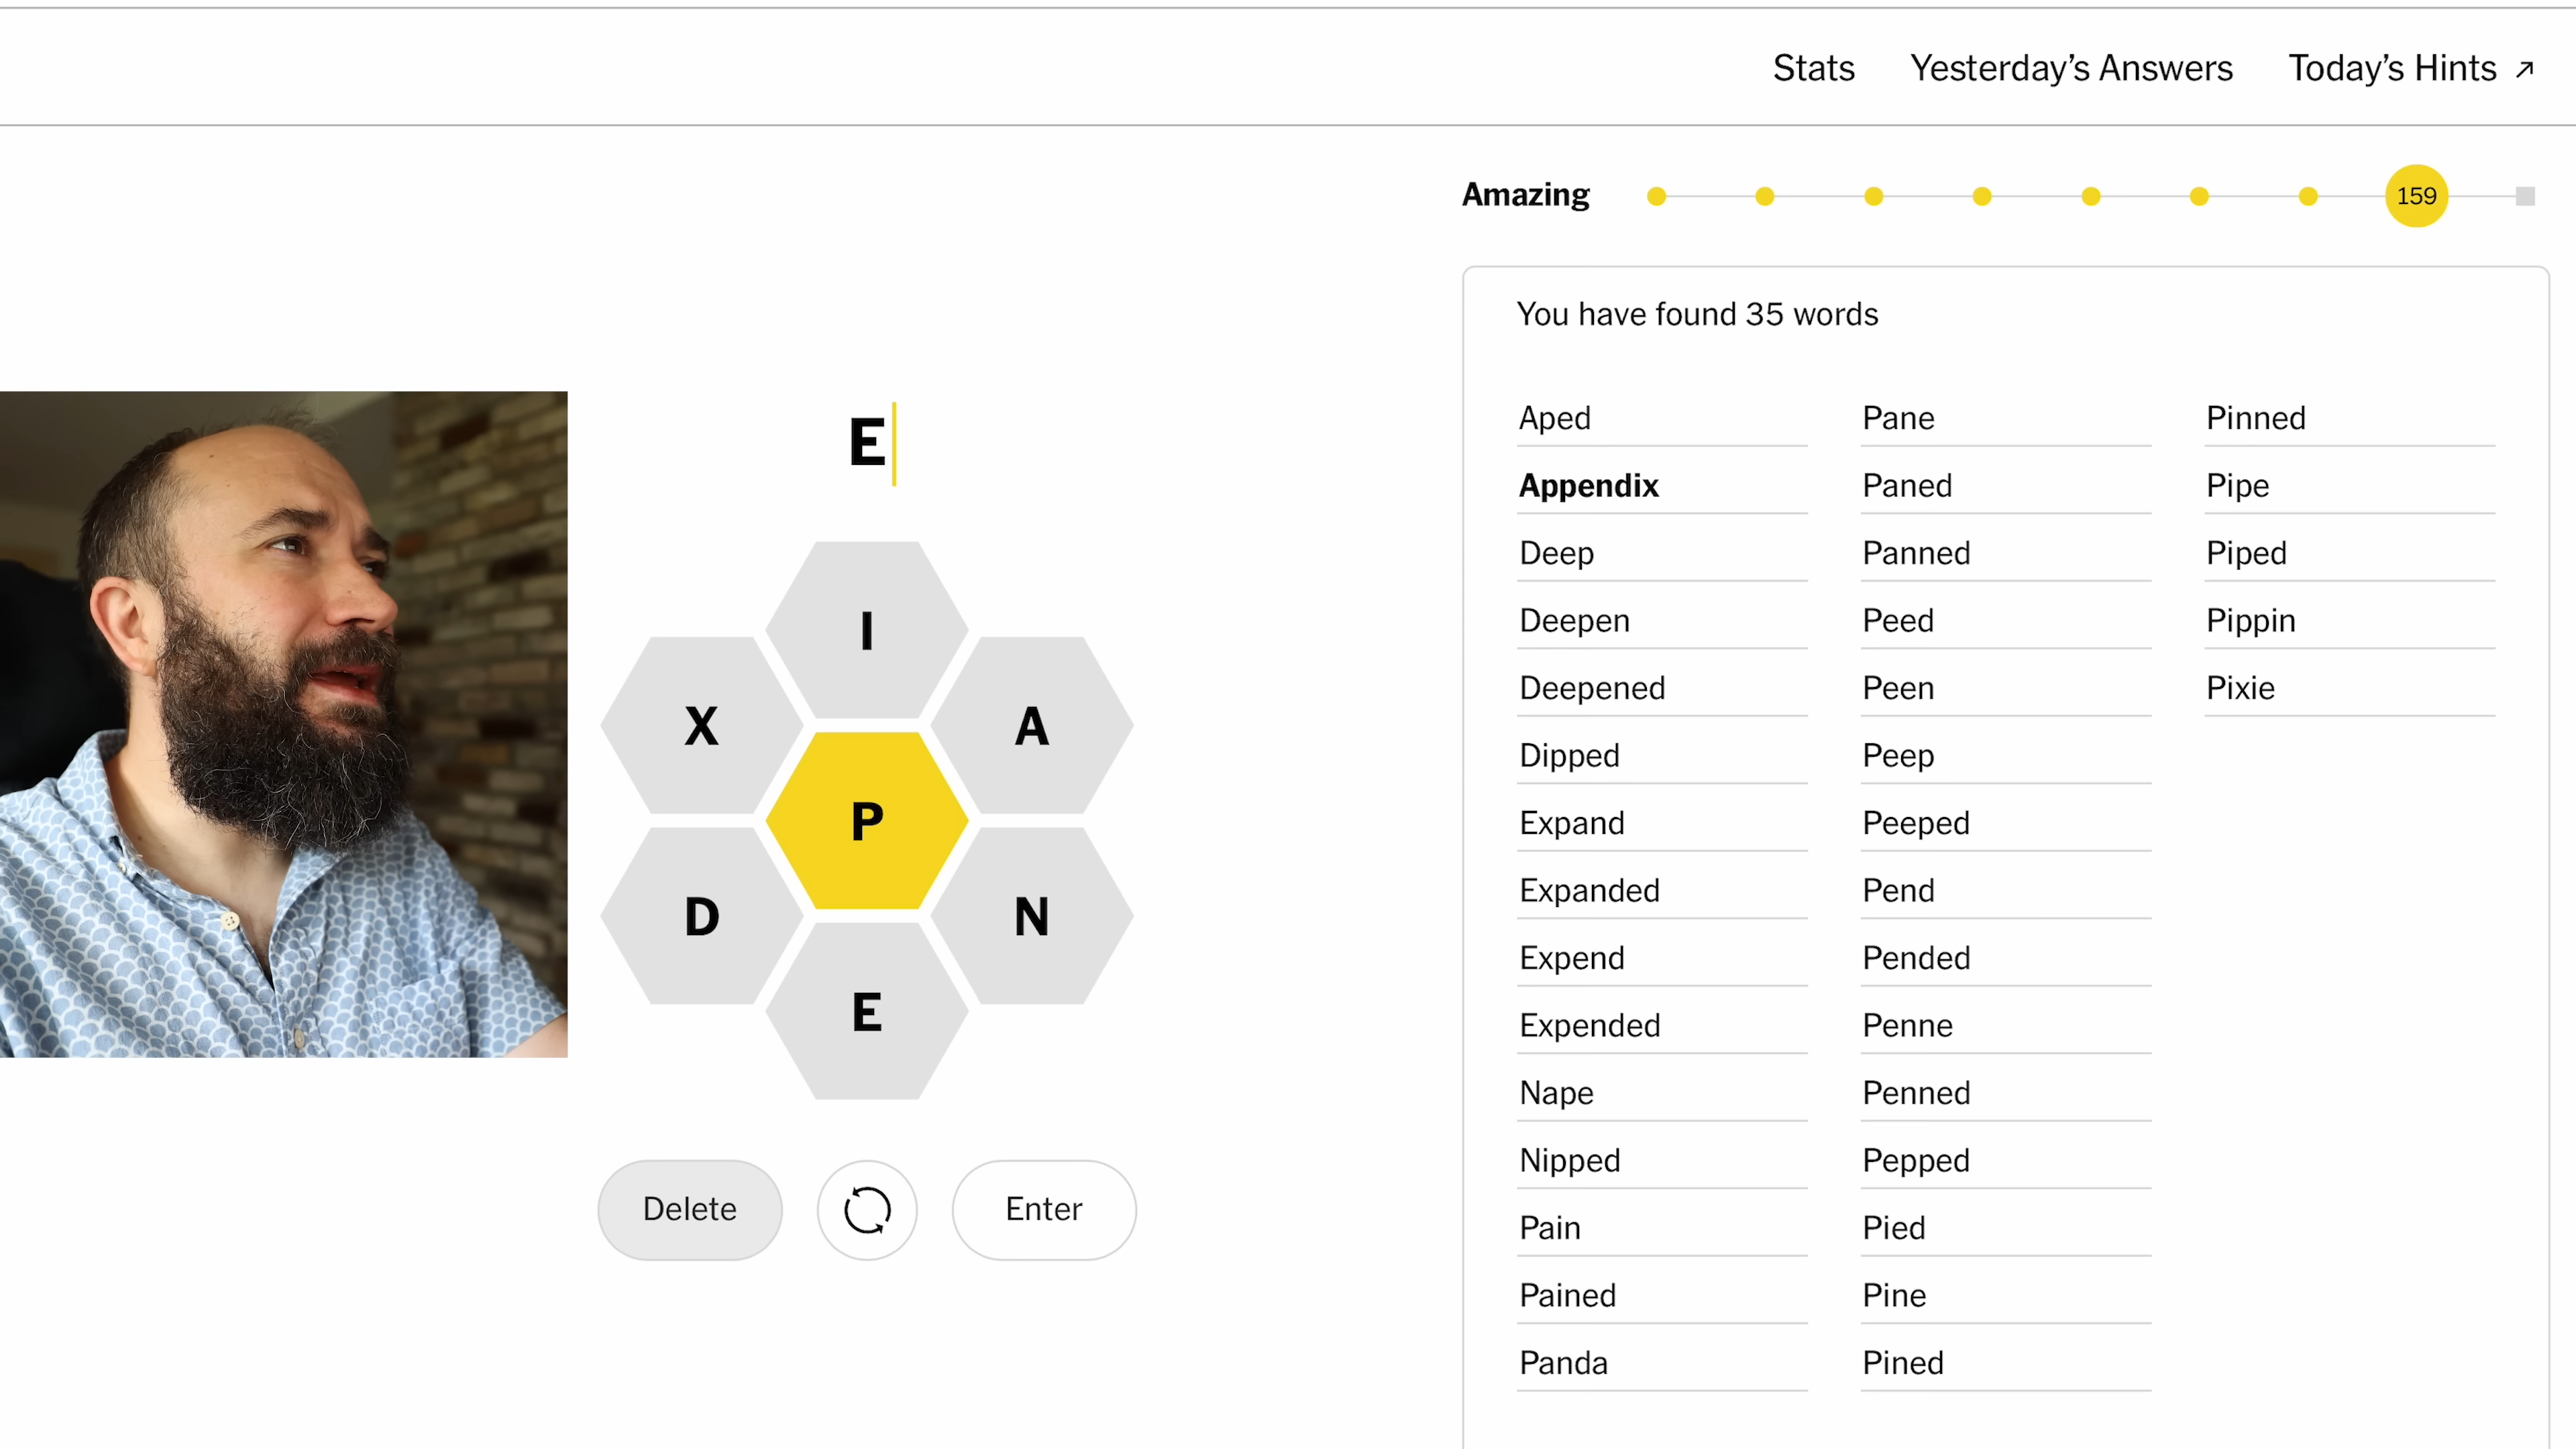 Stats Yesterday’s Answers Today’s Hints ↗
Amazing 159
You have found 35 words
E
I
X
A
P
D
N
E
Delete
Enter
Aped
Appendix
Deep
Deepen
Deepened
Dipped
Expand
Expanded
Expend
Expended
Nape
Nipped
Pain
Pained
Panda
Pane
Paned
Panned
Peed
Peen
Peep
Peeped
Pend
Pended
Penne
Penned
Pepped
Pied
Pine
Pined
Pinned
Pipe
Piped
Pippin
Pixie